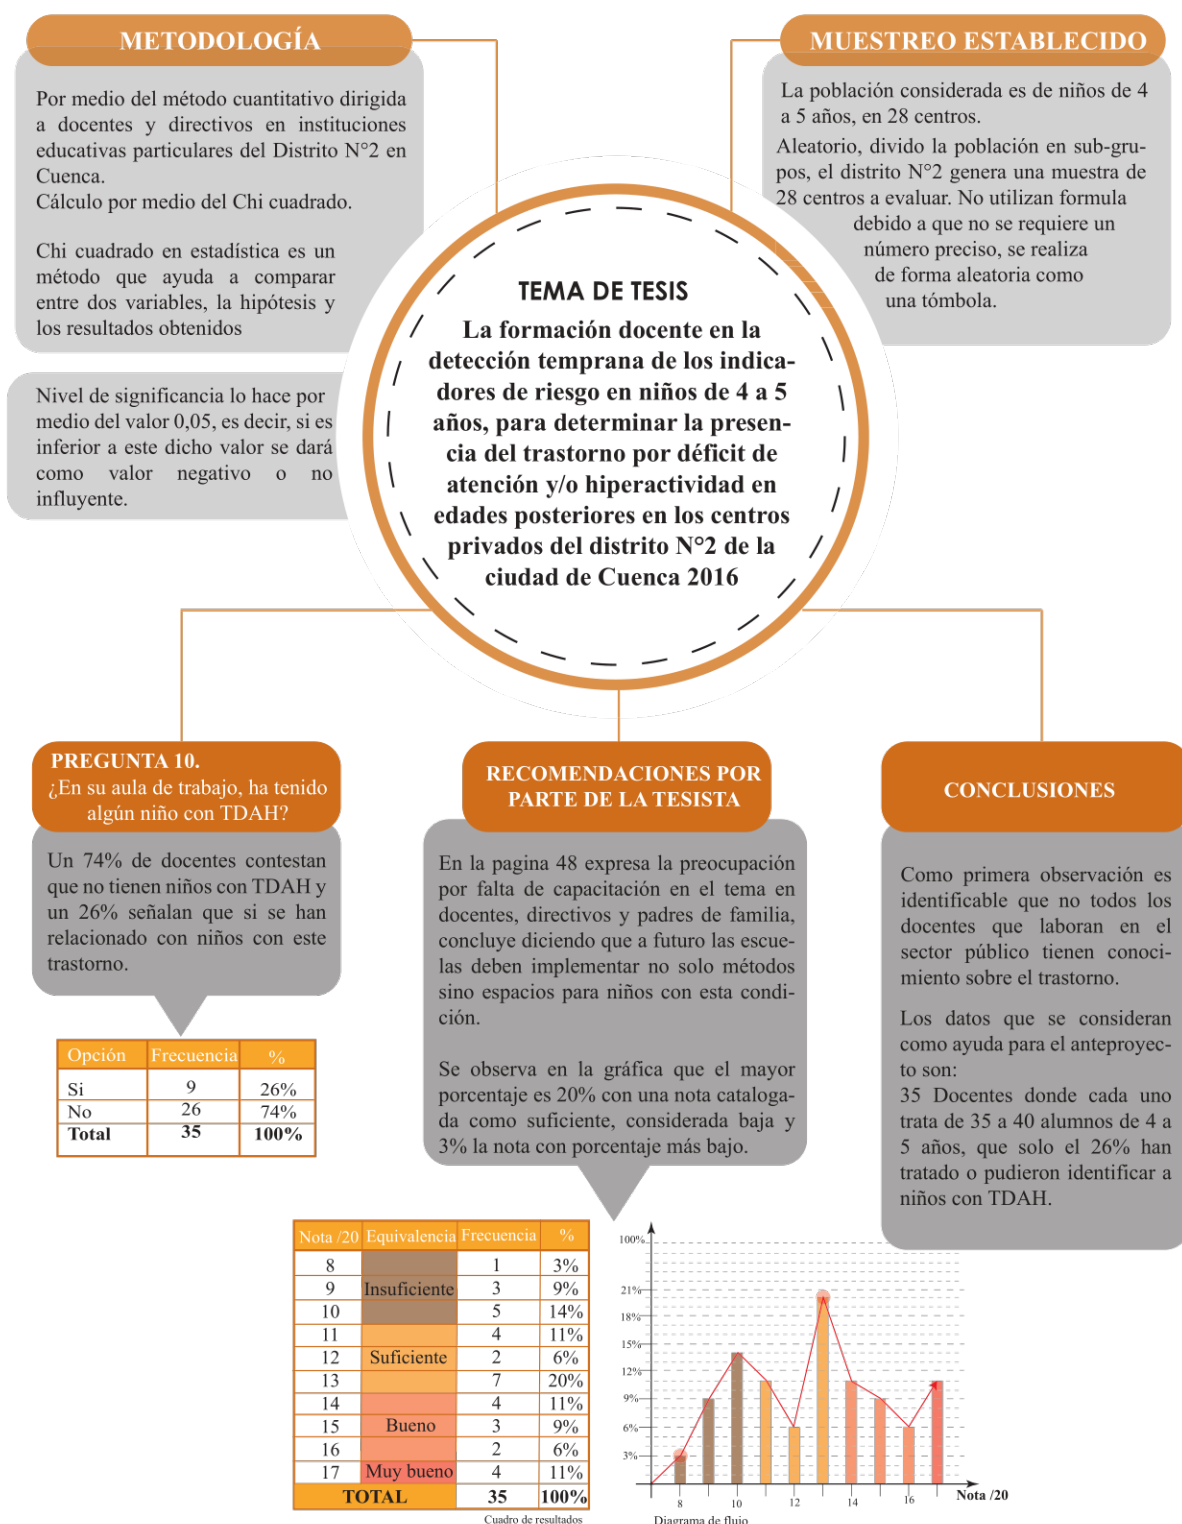 METODOLOGÍA
Por medio del método cuantitativo dirigida
a docentes y directivos en instituciones
educativas particulares del Distrito N°2 en
Cuenca.
Cálculo por medio del Chi cuadrado.
Chi cuadrado en estadística es un
método que ayuda a comparar
entre dos variables, la hipótesis y
los resultados obtenidos
Nivel de significancia lo hace por
medio del valor 0,05, es decir, si es
inferior a este dicho valor se dará
como valor negativo o no
influyente.
MUESTREO ESTABLECIDO
La población considerada es de niños de 4
a 5 años, en 28 centros.
Aleatorio, divido la población en sub-gru-
pos, el distrito N°2 genera una muestra de
28 centros a evaluar. No utilizan formula
debido a que no se requiere un
número preciso, se realiza
de forma aleatoria como
una tómbola.
TEMA DE TESIS
La formación docente en la
detección temprana de los indica-
dores de riesgo en niños de 4 a 5
años, para determinar la presen-
cia del trastorno por déficit de
atención y/o hiperactividad en
edades posteriores en los centros
privados del distrito N°2 de la
ciudad de Cuenca 2016
PREGUNTA 10.
¿En su aula de trabajo, ha tenido
algún niño con TDAH?
Un 74% de docentes contestan
que no tienen niños con TDAH y
un 26% señalan que si se han
relacionado con niños con este
trastorno.
Opción Frecuencia %
Si 9 26%
No 26 74%
Total 35 100%
RECOMENDACIONES POR
PARTE DE LA TESISTA
En la pagina 48 expresa la preocupación
por falta de capacitación en el tema en
docentes, directivos y padres de familia,
concluye diciendo que a futuro las escue-
las deben implementar no solo métodos
sino espacios para niños con esta condi-
ción.
Se observa en la gráfica que el mayor
porcentaje es 20% con una nota cataloga-
da como suficiente, considerada baja y
3% la nota con porcentaje más bajo.
CONCLUSIONES
Como primera observación es
identificable que no todos los
docentes que laboran en el
sector público tienen conoci-
miento sobre el trastorno.
Los datos que se consideran
como ayuda para el anteproyec-
to son:
35 Docentes donde cada uno
trata de 35 a 40 alumnos de 4 a
5 años, que solo el 26% han
tratado o pudieron identificar a
niños con TDAH.
Nota /20 Equivalencia Frecuencia %
8 1 3%
9 Insuficiente 3 9%
10 5 14%
11 4 11%
12 Suficiente 2 6%
13 7 20%
14 4 11%
15 Bueno 3 9%
16 2 6%
17 Muy bueno 4 11%
TOTAL 35 100%
Cuadro de resultados
100%
21%
18%
15%
12%
9%
6%
3%
8 10 12 14 16 Nota /20
Diagrama de flujo